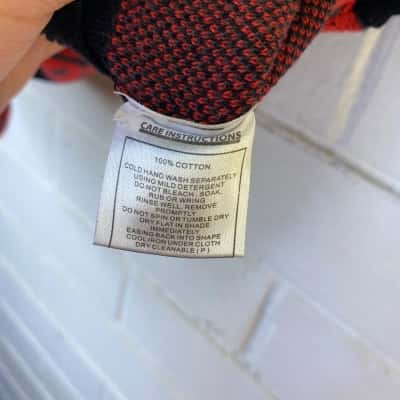 CARE INSTRUCTIONS
100% COTTON
COLD HAND WASH SEPARATELY
USING MILD DETERGENT
DO NOT BLEACH . SOAK,
RUB OR WRING
RINSE WELL, REMOVE
PROMPTLY
DO NOT SPIN OR TUMBLE DRY
DRY FLAT IN SHADE
IMMEDIATELY
EASING BACK INTO SHAPE
COOL IRON UNDER CLOTH
DRY CLEANABLE ( P )